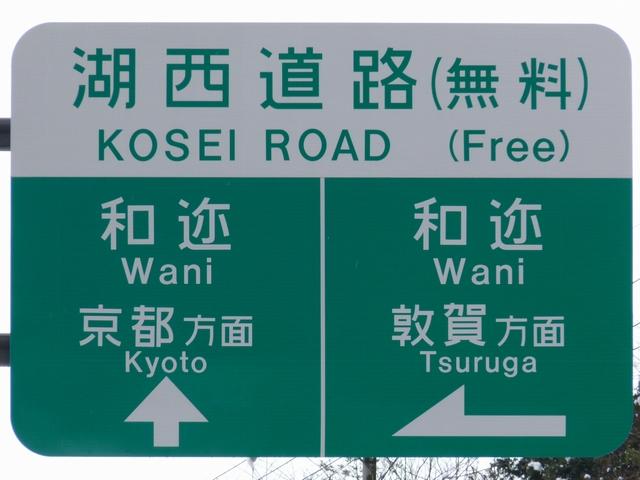 湖西道路(無料)
KOSEI ROAD (Free)
和迩
Wani
京都方面
Kyoto
和迩
Wani
敦賀方面
Tsuruga